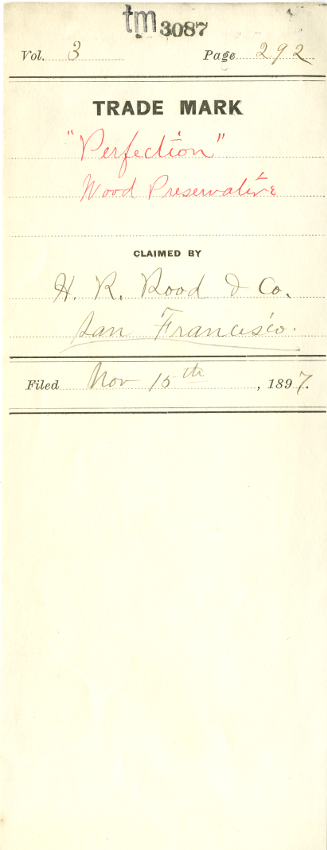 tm 3087
Vol. 3 Page 292
TRADE MARK
"Perfection"
Wood Preservative
CLAIMED BY
H. R. Rood & Co.
San Francisco.
Filed Nov 15th, 1897.